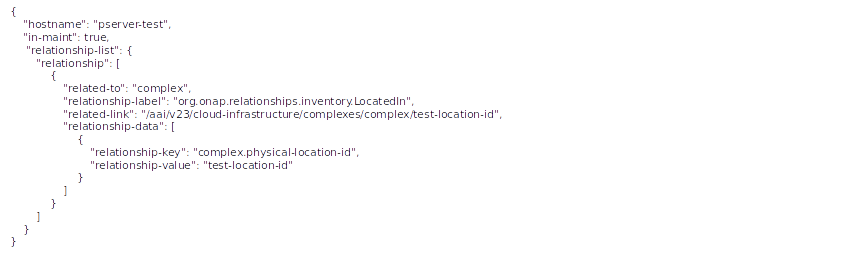 {
    "hostname": "pserver-test",
    "in-maint": true,
     "relationship-list": {
        "relationship": [
            {
                "related-to": "complex",
                "relationship-label": "org.onap.relationships.inventory.LocatedIn",
                "related-link": "/aai/v23/cloud-infrastructure/complexes/complex/test-location-id",
                "relationship-data": [
                    {
                        "relationship-key": "complex.physical-location-id",
                        "relationship-value": "test-location-id"
                    }
                ]
            }
        ]
    }
}